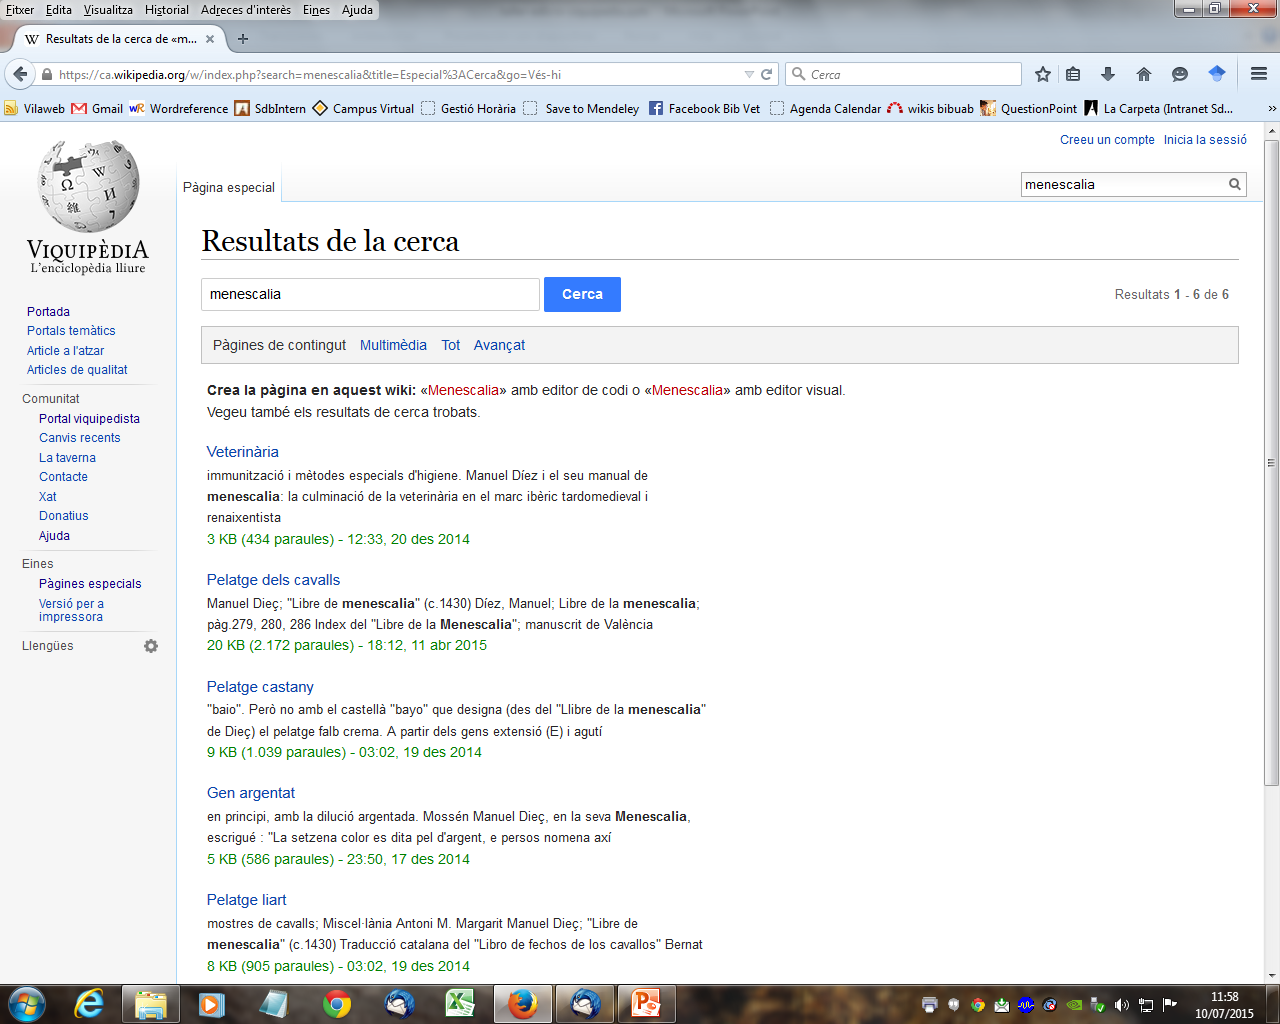 Fitxer Edita Visualitza Historial Adreces d'interès Eines Ajuda
Resultats de la cerca de «m...
https://ca.wikipedia.org/w/index.php?search=menescalia&title=Especial%3ACerca&go=Vés-hi
Cerca
Vilaweb Gmail Wordreference SdbIntern Campus Virtual Gestió Horària Save to Mendeley Facebook Bib Vet Agenda Calendar wikis bibuab QuestionPoint La Carpeta (Intranet Sd... »
Creeu un compte Inicia la sessió
Pàgina especial
menescalia
VIQUIPÈDIA
L'enciclopèdia lliure
Portada
Portals temàtics
Article a l'atzar
Articles de qualitat
Comunitat
Portal viquipedista
Canvis recents
La taverna
Contacte
Xat
Donatius
Ajuda
Eines
Pàgines especials
Versió per a
impressora
Llengües
Resultats de la cerca
menescalia Cerca
Resultats 1 - 6 de 6
Pàgines de contingut Multimèdia Tot Avançat
Crea la pàgina en aquest wiki: «Menescalia» amb editor de codi o «Menescalia» amb editor visual.
Vegeu també els resultats de cerca trobats.
Veterinària
immunització i mètodes especials d'higiene. Manuel Díez i el seu manual de
menescalia: la culminació de la veterinària en el marc ibèric tardomedieval i
renaixentista
3 KB (434 paraules) - 12:33, 20 des 2014
Pelatge dels cavalls
Manuel Dieç; "Libre de menescalia" (c.1430) Díez, Manuel; Libre de la menescalia;
pàg.279, 280, 286 Index del "Libre de la Menescalia"; manuscrit de València
20 KB (2.172 paraules) - 18:12, 11 abr 2015
Pelatge castany
"baio". Però no amb el castellà "bayo" que designa (des del "Llibre de la menescalia"
de Dieç) el pelatge falb crema. A partir dels gens extensió (E) i agutí
9 KB (1.039 paraules) - 03:02, 19 des 2014
Gen argentat
en principi, amb la dilució argentada. Mossén Manuel Dieç, en la seva Menescalia,
escrigué : "La setzena color es dita pel d'argent, e persos nomena axí
5 KB (586 paraules) - 23:50, 17 des 2014
Pelatge liart
mostres de cavalls; Miscel·lània Antoni M. Margarit Manuel Dieç; "Libre de
menescalia" (c.1430) Traducció catalana del "Libro de fechos de los cavallos" Bernat
8 KB (905 paraules) - 03:02, 19 des 2014
11:58
10/07/2015